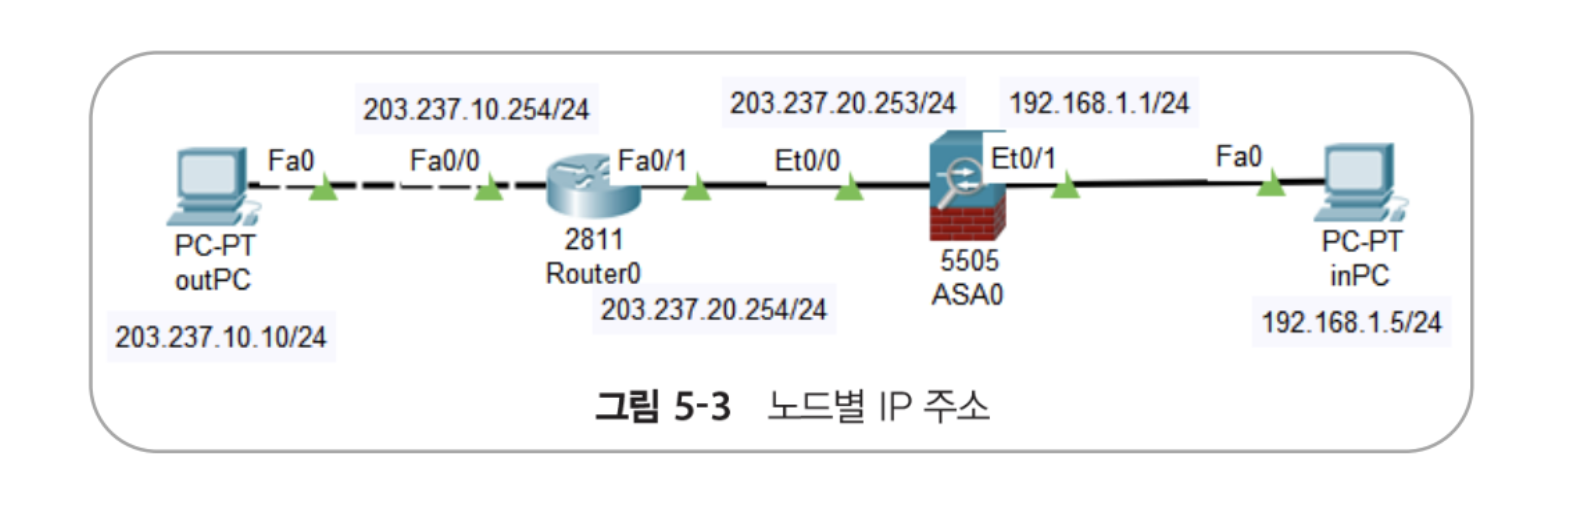 203.237.10.254/24
203.237.20.253/24
192.168.1.1/24
Fa0
Fa0/0
Fa0/1
Et0/0
Et0/1
Fa0
PC-PT
outPC
2811
Router0
5505
ASA0
PC-PT
inPC
203.237.10.10/24
203.237.20.254/24
192.168.1.5/24
그림 5-3 노드별 IP 주소